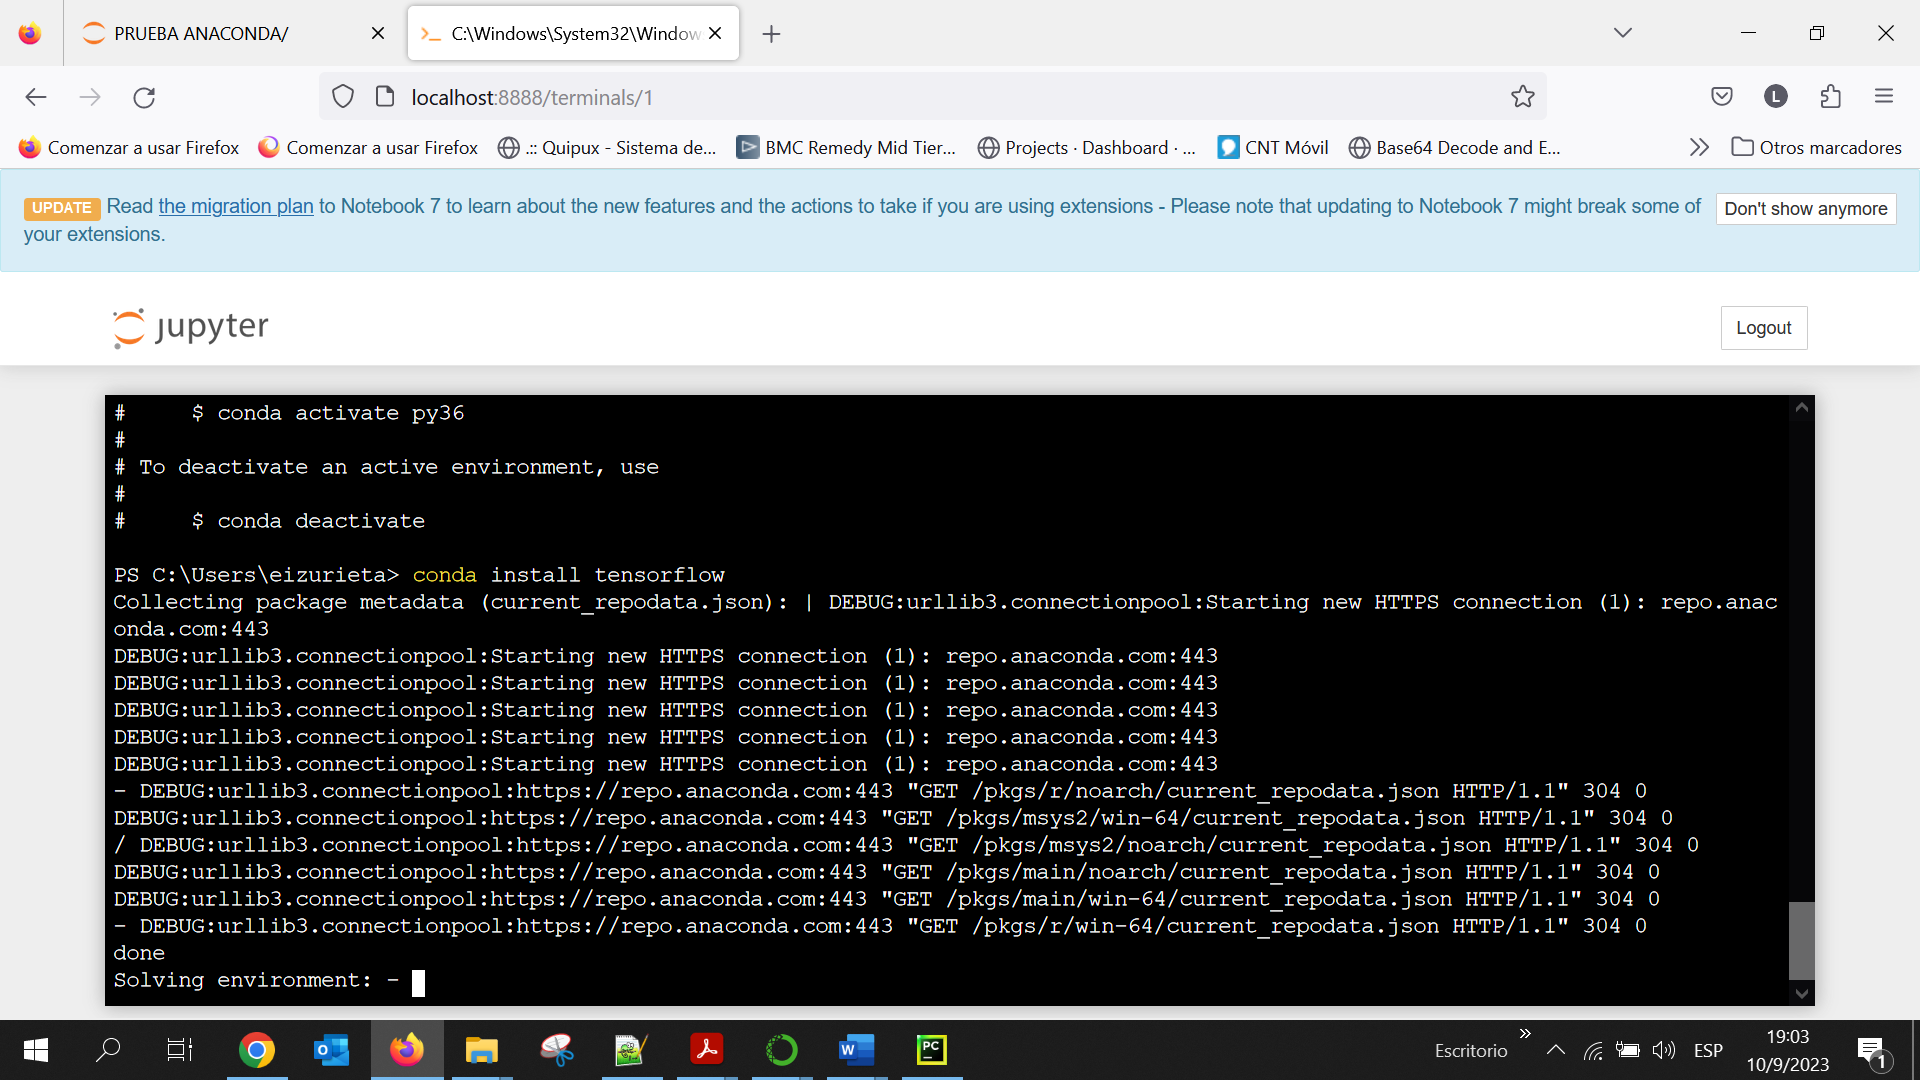 PRUEBA ANACONDA/
C:\Windows\System32\Window
localhost:8888/terminals/1
L
Comenzar a usar Firefox
Comenzar a usar Firefox
.:: Quipux - Sistema de...
BMC Remedy Mid Tier...
Projects · Dashboard · ...
CNT Móvil
Base64 Decode and E...
Otros marcadores
UPDATE Read the migration plan to Notebook 7 to learn about the new features and the actions to take if you are using extensions - Please note that updating to Notebook 7 might break some of
your extensions.
Don't show anymore
jupyter
Logout
#     $ conda activate py36
#
# To deactivate an active environment, use
#
#     $ conda deactivate
PS C:\Users\eizurieta> conda install tensorflow
Collecting package metadata (current_repodata.json): | DEBUG:urllib3.connectionpool:Starting new HTTPS connection (1): repo.anac
onda.com:443
DEBUG:urllib3.connectionpool:Starting new HTTPS connection (1): repo.anaconda.com:443
DEBUG:urllib3.connectionpool:Starting new HTTPS connection (1): repo.anaconda.com:443
DEBUG:urllib3.connectionpool:Starting new HTTPS connection (1): repo.anaconda.com:443
DEBUG:urllib3.connectionpool:Starting new HTTPS connection (1): repo.anaconda.com:443
DEBUG:urllib3.connectionpool:Starting new HTTPS connection (1): repo.anaconda.com:443
- DEBUG:urllib3.connectionpool:https://repo.anaconda.com:443 "GET /pkgs/r/noarch/current_repodata.json HTTP/1.1" 304 0
DEBUG:urllib3.connectionpool:https://repo.anaconda.com:443 "GET /pkgs/msys2/win-64/current_repodata.json HTTP/1.1" 304 0
/ DEBUG:urllib3.connectionpool:https://repo.anaconda.com:443 "GET /pkgs/msys2/noarch/current_repodata.json HTTP/1.1" 304 0
DEBUG:urllib3.connectionpool:https://repo.anaconda.com:443 "GET /pkgs/main/noarch/current_repodata.json HTTP/1.1" 304 0
DEBUG:urllib3.connectionpool:https://repo.anaconda.com:443 "GET /pkgs/main/win-64/current_repodata.json HTTP/1.1" 304 0
- DEBUG:urllib3.connectionpool:https://repo.anaconda.com:443 "GET /pkgs/r/win-64/current_repodata.json HTTP/1.1" 304 0
done
Solving environment: -
W
PC
Escritorio
ESP
19:03
10/9/2023
1